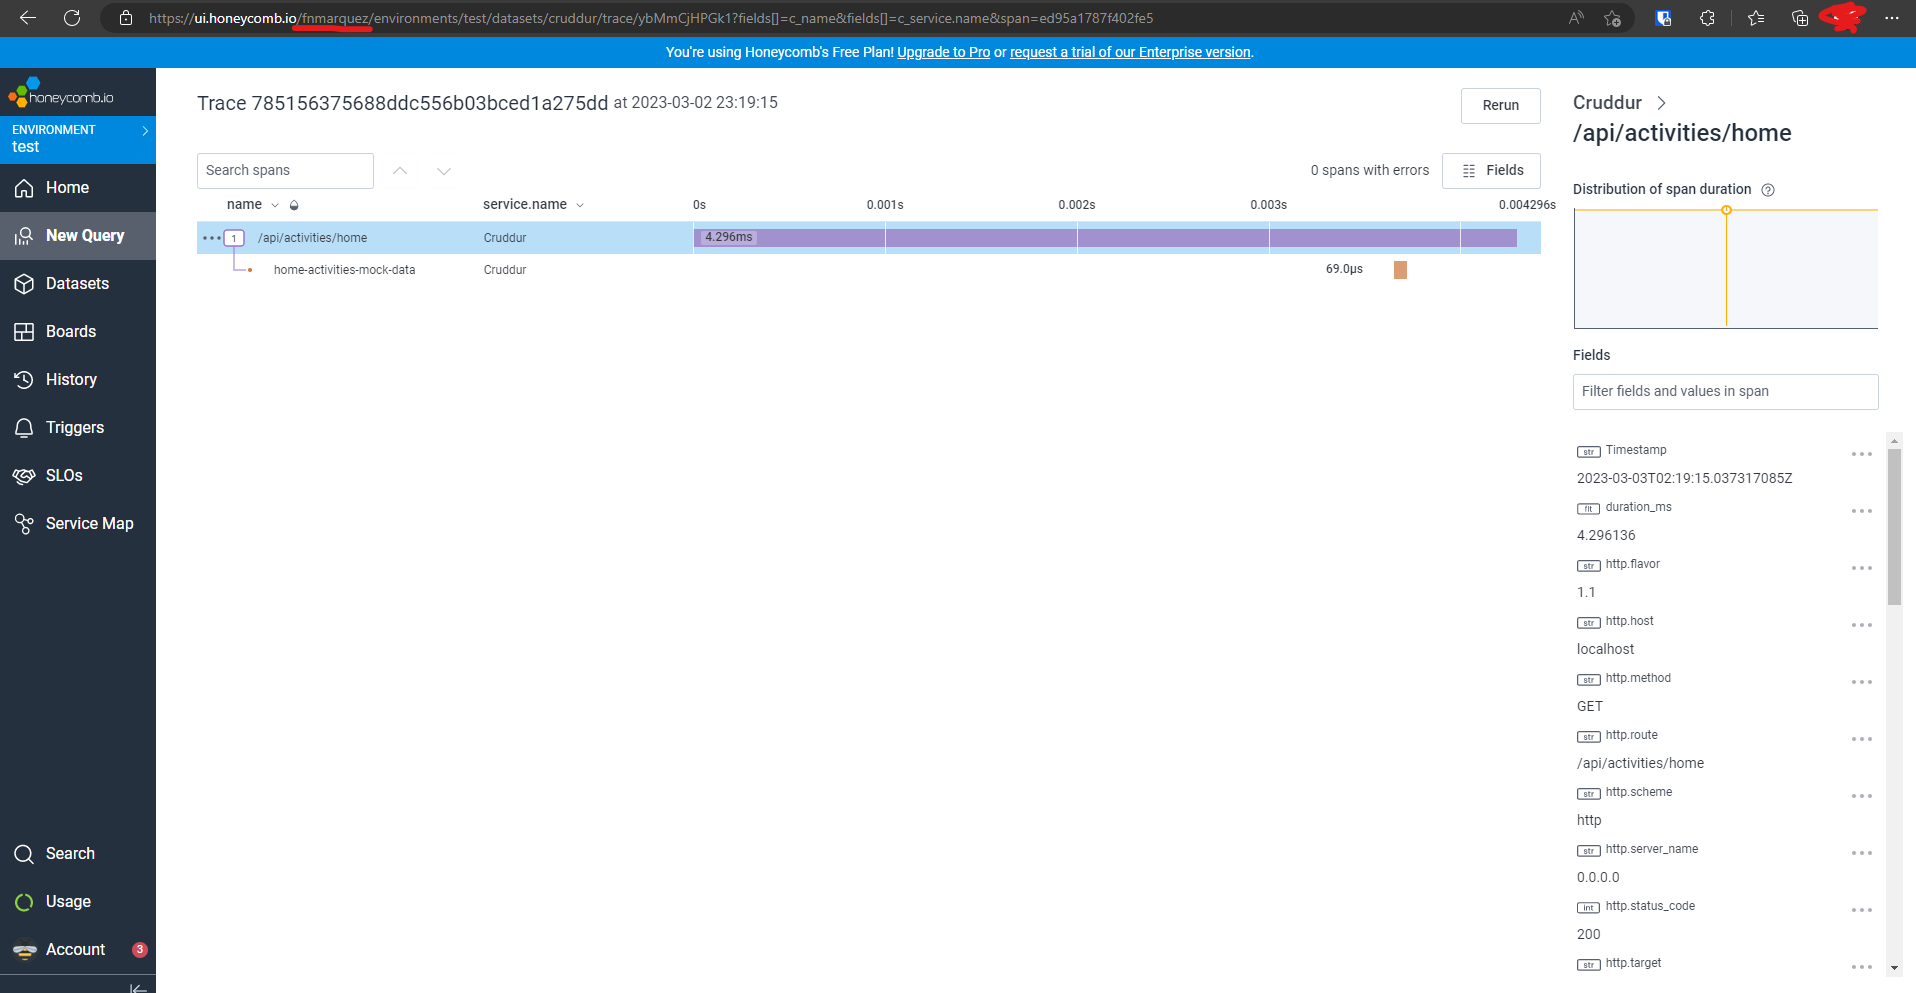 https://ui.honeycomb.io/fnmarquez/environments/test/datasets/cruddur/trace/ybMmCjHPGk1?fields[]=c_name&fields[]=c_service.name&span=ed95a1787f402fe5
You're using Honeycomb's Free Plan! Upgrade to Pro or request a trial of our Enterprise version.
honeycomb.io
ENVIRONMENT
test
Home
New Query
Datasets
Boards
History
Triggers
SLOs
Service Map
Search
Usage
Account 3
Trace 785156375688ddc556b03bced1a275dd at 2023-03-02 23:19:15
Rerun
Search spans
0 spans with errors
Fields
name service.name 0s 0.001s 0.002s 0.003s 0.004296s
1 /api/activities/home Cruddur 4.296ms
home-activities-mock-data Cruddur 69.0μs
Cruddur
/api/activities/home
Distribution of span duration
Fields
Filter fields and values in span
str Timestamp
2023-03-03T02:19:15.037317085Z
flt duration_ms
4.296136
str http.flavor
1.1
str http.host
localhost
str http.method
GET
str http.route
/api/activities/home
str http.scheme
http
str http.server_name
0.0.0.0
int http.status_code
200
str http.target